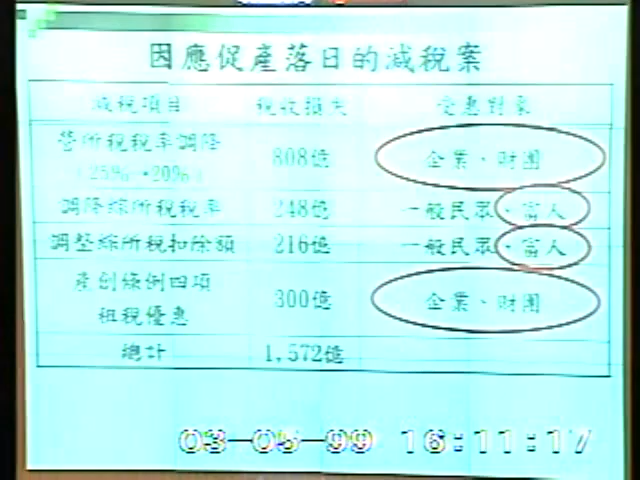 因應促產落日的減稅案
減稅項目 稅收損失 受惠對象
營所稅稅率調降 808億 企業、財團
(25%→20%)
調降綜所稅稅率 248億 一般民眾、富人
調整綜所稅扣除額 216億 一般民眾、富人
產創條例四項 300億 企業、財團
租稅優惠
總計 1,572億
03-05-99 16:11:17